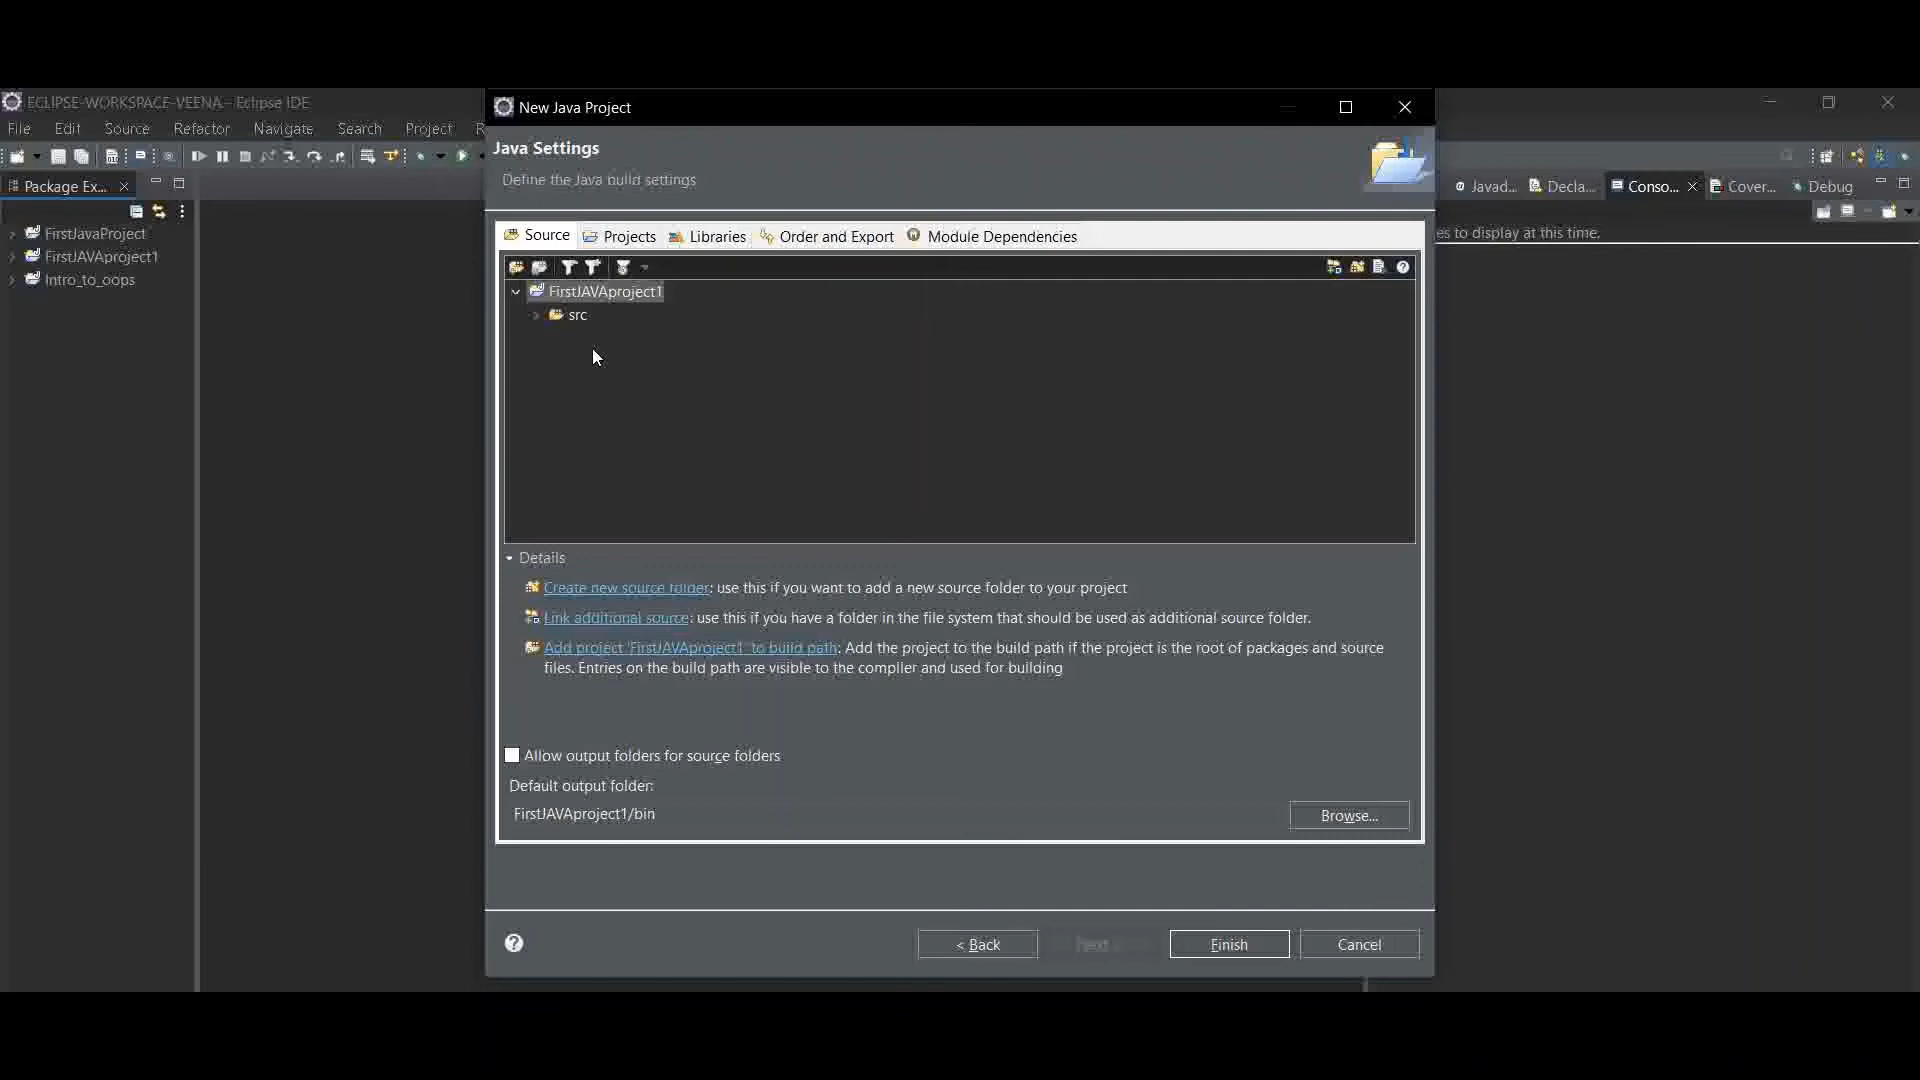 ECLIPSE-WORKSPACE-VEENA - Eclipse IDE
File Edit Source Refactor Navigate Search Project R
Package Ex...
FirstJavaProject
FirstJAVAproject1
Intro_to_oops
New Java Project
Java Settings
Define the Java build settings
Source Projects Libraries Order and Export Module Dependencies
FirstJAVAproject1
src
Details
Create new source folder: use this if you want to add a new source folder to your project
Link additional source: use this if you have a folder in the file system that should be used as additional source folder.
Add project 'FirstJAVAproject1' to build path: Add the project to the build path if the project is the root of packages and source
files. Entries on the build path are visible to the compiler and used for building
Allow output folders for source folders
Default output folder:
FirstJAVAproject1/bin
Browse...
< Back Next Finish Cancel
Javad... Decla... Conso... Cover... Debug
es to display at this time.